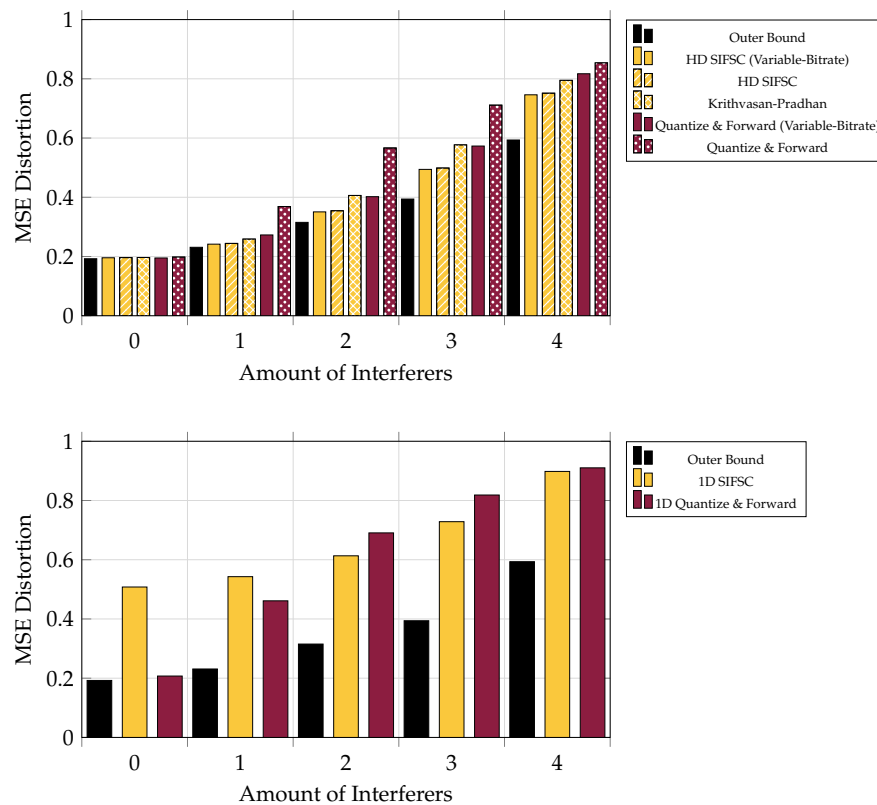 1
0.8
0.6
0.4
0.2
0
MSE Distortion
0 1 2 3 4
Amount of Interferers
Outer Bound
HD SIFSC (Variable-Bitrate)
HD SIFSC
Krithvasan-Pradhan
Quantize & Forward (Variable-Bitrate)
Quantize & Forward
1
0.8
0.6
0.4
0.2
0
MSE Distortion
0 1 2 3 4
Amount of Interferers
Outer Bound
1D SIFSC
1D Quantize & Forward